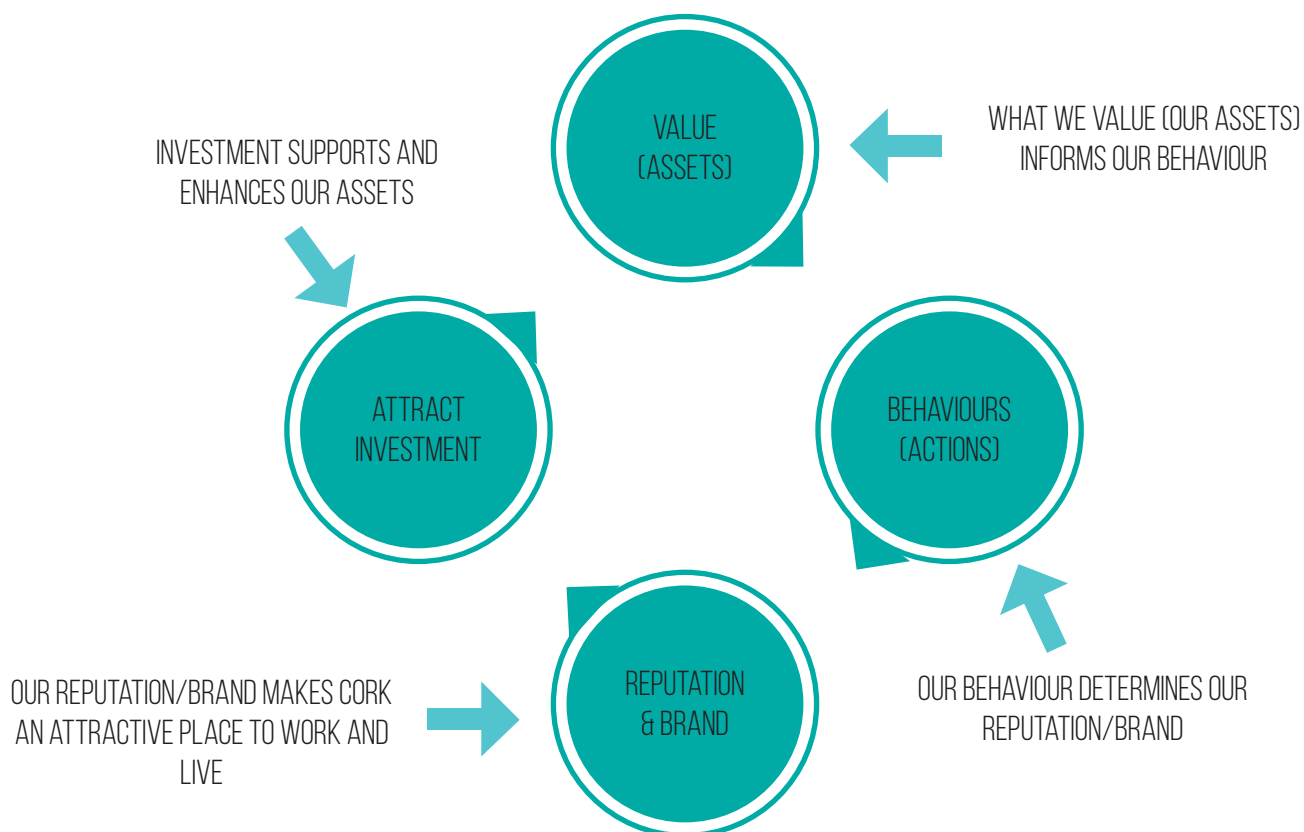 VALUE
(ASSETS)
WHAT WE VALUE (OUR ASSETS)
INFORMS OUR BEHAVIOUR
INVESTMENT SUPPORTS AND
ENHANCES OUR ASSETS
ATTRACT
INVESTMENT
BEHAVIOURS
(ACTIONS)
REPUTATION
& BRAND
OUR BEHAVIOUR DETERMINES OUR
REPUTATION/BRAND
OUR REPUTATION/BRAND MAKES CORK
AN ATTRACTIVE PLACE TO WORK AND
LIVE